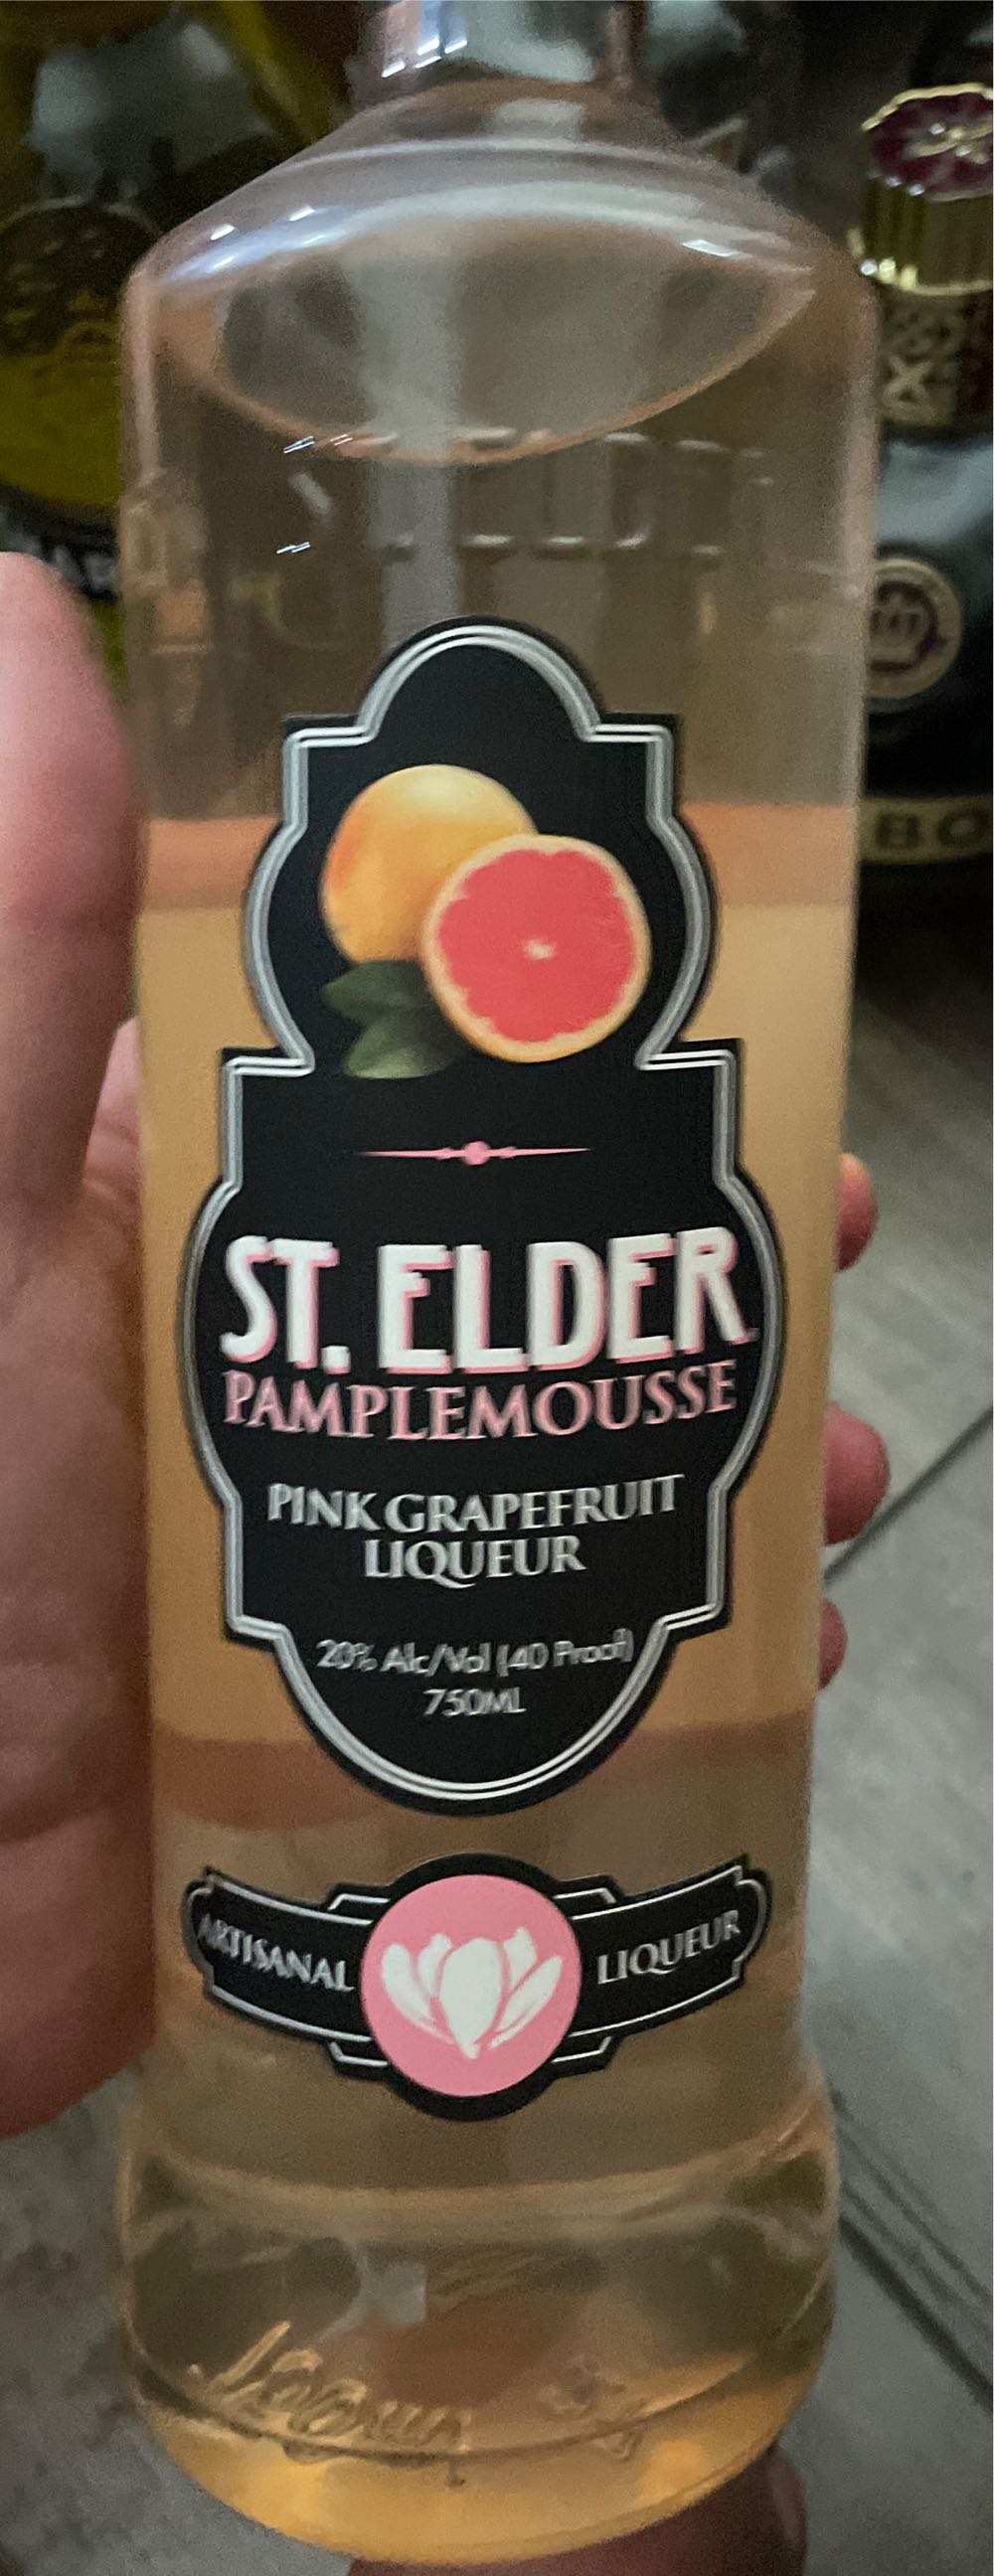 ST. ELDER
PAMPLEMOUSSE
PINK GRAPEFRUIT
LIQUEUR
20% Alc/Vol (40 Proof)
750ML
ARTISANAL LIQUEUR